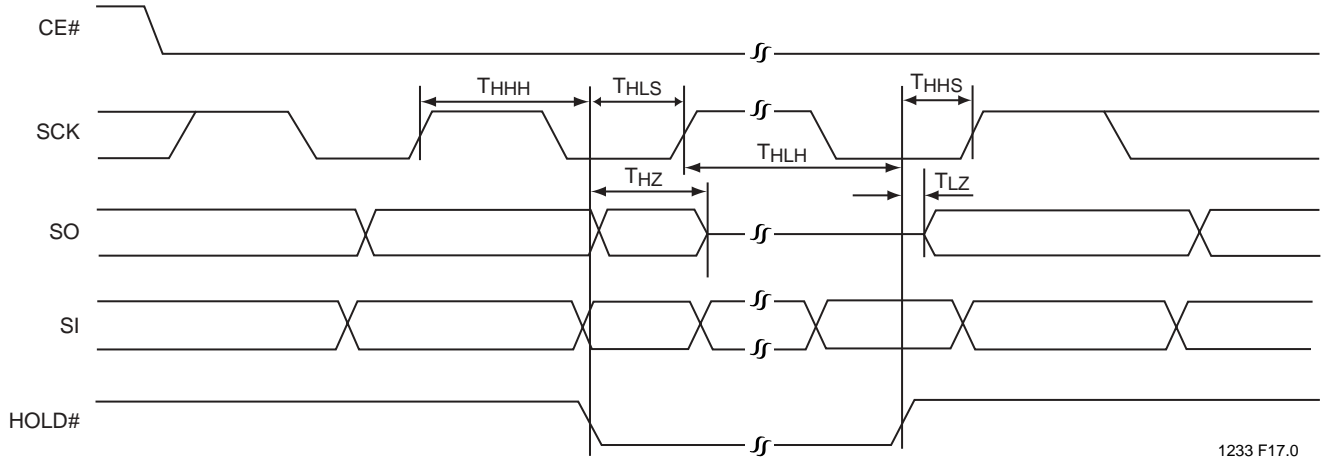 CE#
THHH
THLS
THHS
SCK
THLH
THZ
TLZ
SO
SI
HOLD#
1233 F17.0